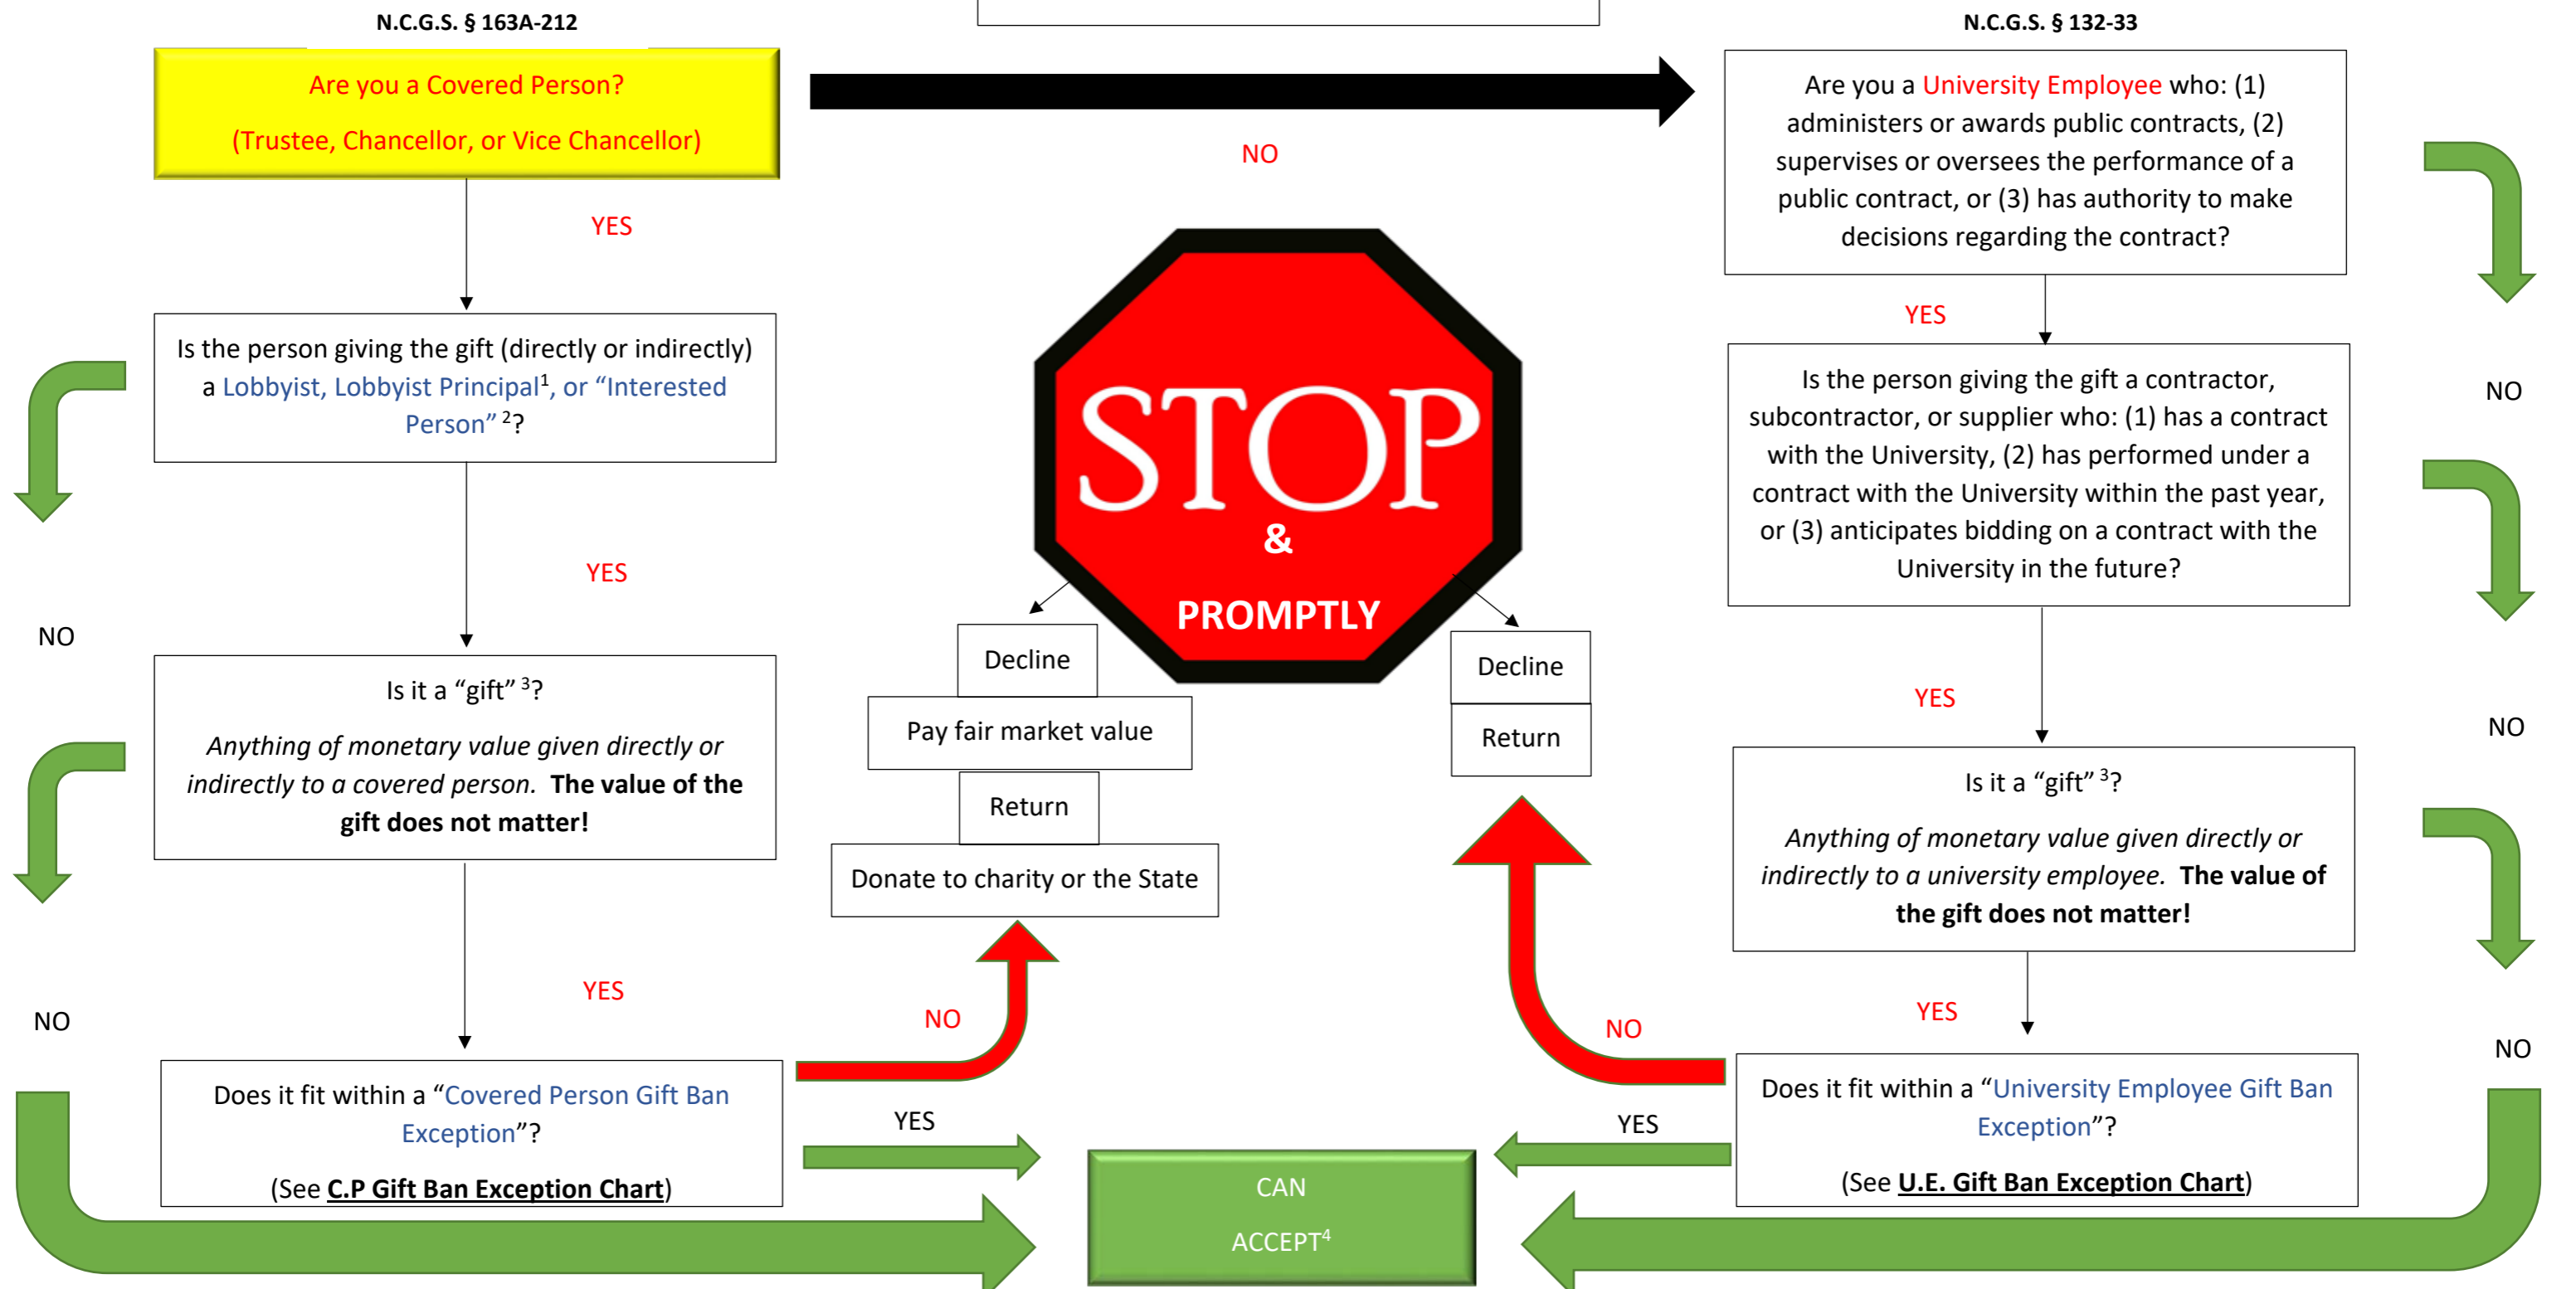 N.C.G.S. § 163A-212
Are you a Covered Person?
(Trustee, Chancellor, or Vice Chancellor)
YES
Is the person giving the gift (directly or indirectly)
a Lobbyist, Lobbyist Principal¹, or “Interested
Person” ²?
NO
YES
Is it a “gift” ³?
Anything of monetary value given directly or
indirectly to a covered person. The value of the
gift does not matter!
NO
YES
Does it fit within a “Covered Person Gift Ban
Exception”?
(See C.P Gift Ban Exception Chart)
NO
YES
NO
STOP
&
PROMPTLY
Decline
Pay fair market value
Return
Donate to charity or the State
Decline
Return
CAN
ACCEPT⁴
N.C.G.S. § 132-33
Are you a University Employee who: (1)
administers or awards public contracts, (2)
supervises or oversees the performance of a
public contract, or (3) has authority to make
decisions regarding the contract?
YES
NO
Is the person giving the gift a contractor,
subcontractor, or supplier who: (1) has a contract
with the University, (2) has performed under a
contract with the University within the past year,
or (3) anticipates bidding on a contract with the
University in the future?
YES
NO
Is it a “gift” ³?
Anything of monetary value given directly or
indirectly to a university employee. The value of
the gift does not matter!
YES
NO
Does it fit within a “University Employee Gift Ban
Exception”?
(See U.E. Gift Ban Exception Chart)
NO
YES